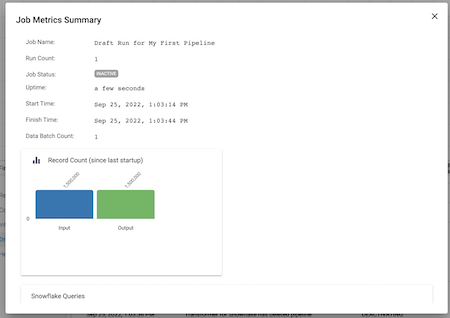 Job Metrics Summary
Job Name: Draft Run for My First Pipeline
Run Count: 1
Job Status: INACTIVE
Uptime: a few seconds
Start Time: Sep 25, 2022, 1:03:14 PM
Finish Time: Sep 25, 2022, 1:03:44 PM
Data Batch Count: 1
Record Count (since last startup)
1,500,000 1,500,000
0
Input Output
Snowflake Queries